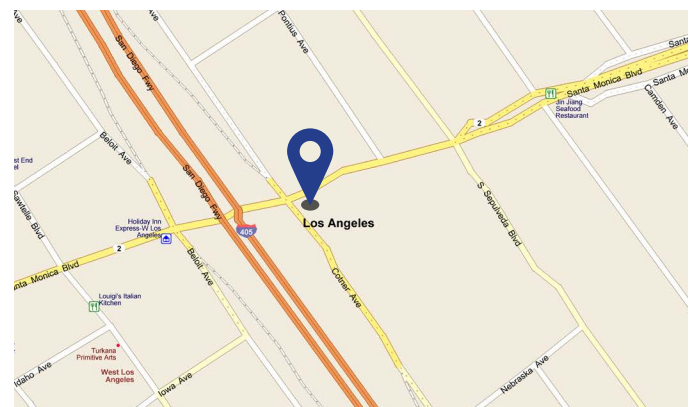 Ave
San Diego
Fwy
Pontius Ave
Santa
Santa Monica Blvd
Santa M
Jin Jiang
Seafood
Restaurant
Camden Ave
2
Beloit Ave
st End
el
Sawtelle Blvd
San Diego Fwy
Los Angeles
S Sepulveda Blvd
Holiday Inn
Express-W Los
Angeles
405
2
Santa Monica Blvd
Beloit Ave
Cotner Ave
Louigi's Italian
Kitchen
Turkana
Primitive Arts
West Los
Angeles
Idaho Ave
Iowa Ave
Nebraska Ave